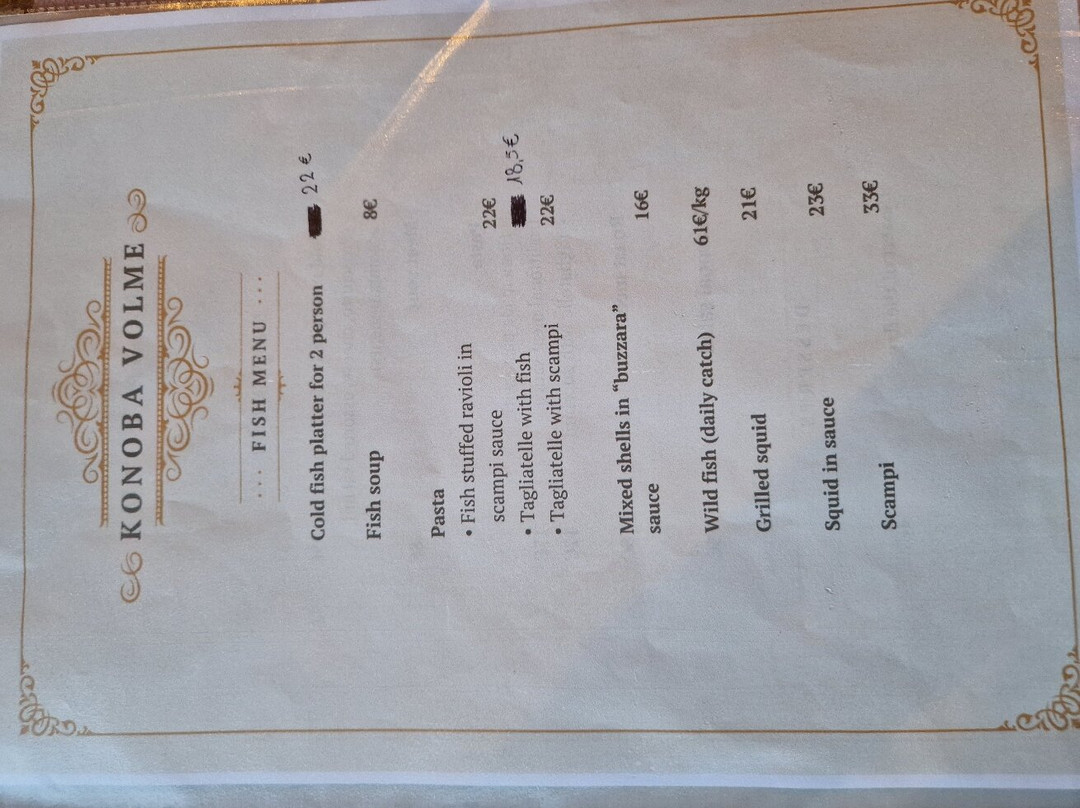 KONOBA VOLME
... FISH MENU ...
Cold fish platter for 2 person 22 €
Fish soup 8€
Pasta
• Fish stuffed ravioli in
scampi sauce 22€
• Tagliatelle with fish 18,5€
• Tagliatelle with scampi 22€
Mixed shells in “buzzara” 16€
sauce
Wild fish (daily catch) 61€/kg
Grilled squid 21€
Squid in sauce 23€
Scampi 33€